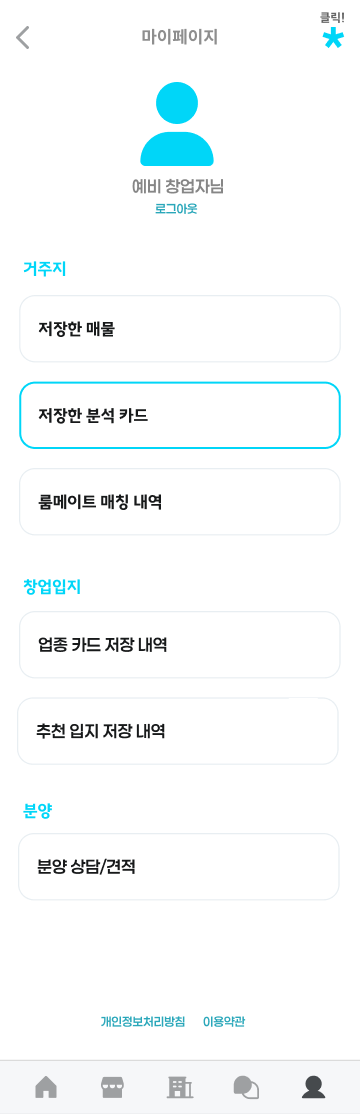 클릭!
마이페이지
예비 창업자님
로그아웃
거주지
저장한 매물
저장한 분석 카드
룸메이트 매칭 내역
창업입지
업종 카드 저장 내역
추천 입지 저장 내역
분양
분양 상담/견적
개인정보처리방침 이용약관